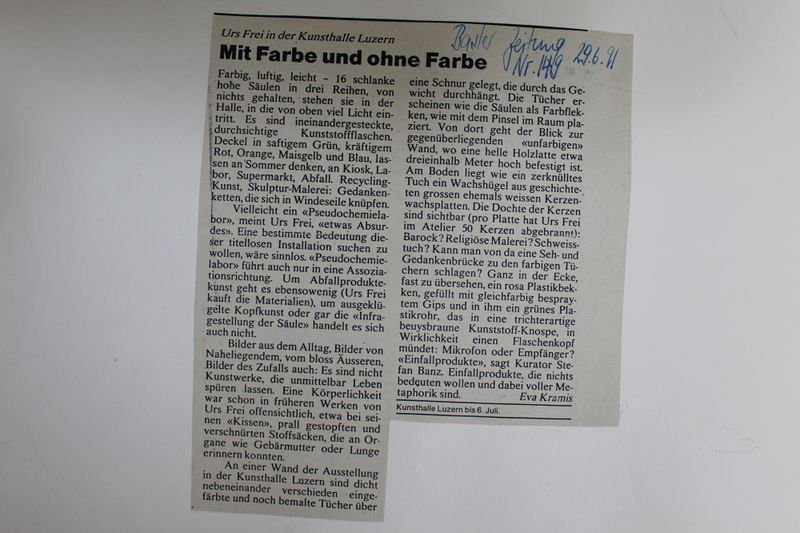 Urs Frei in der Kunsthalle Luzern
Mit Farbe und ohne Farbe
Basler Zeitung
Nr. 149
29.6.91
Farbig, luftig, leicht – 16 schlanke
hohe Säulen in drei Reihen, von
nichts gehalten, stehen sie in der
Halle, in die von oben viel Licht ein-
tritt. Es sind ineinandergesteckte,
durchsichtige Kunststoffflaschen.
Deckel in saftigem Grün, kräftigem
Rot, Orange, Maisgelb und Blau, las-
sen an Sommer denken, an Kiosk, La-
bor, Supermarkt, Abfall. Recycling-
Kunst, Skulptur-Malerei: Gedanken-
ketten, die sich in Windeseile knüpfen.
Vielleicht ein «Pseudochemiela-
bor», meint Urs Frei, «etwas Absur-
des». Eine bestimmte Bedeutung die-
ser titellosen Installation suchen zu
wollen, wäre sinnlos. «Pseudochemie-
labor» führt auch nur in eine Assozia-
tionsrichtung. Um Abfallprodukte-
kunst geht es ebensowenig (Urs Frei
kauft die Materialien), um ausgeklü-
gelte Kopfkunst oder gar die «Infra-
gestellung der Säule» handelt es sich
auch nicht.
Bilder aus dem Alltag, Bilder von
Naheliegendem, vom bloss Äusseren,
Bilder des Zufalls auch: Es sind nicht
Kunstwerke, die unmittelbar Leben
spüren lassen. Eine Körperlichkeit
war schon in früheren Werken von
Urs Frei offensichtlich, etwa bei sei-
nen «Kissen», prall gestopften und
verschnürten Stoffsäcken, die an Or-
gane wie Gebärmutter oder Lunge
erinnern konnten.
An einer Wand der Ausstellung
in der Kunsthalle Luzern sind dicht
nebeneinander verschieden einge-
färbte und noch bemalte Tücher über
eine Schnur gelegt, die durch das Ge-
wicht durchhängt. Die Tücher er-
scheinen wie die Säulen als Farbflek-
ken, wie mit dem Pinsel im Raum pla-
ziert. Von dort geht der Blick zur
gegenüberliegenden «unfarbigen»
Wand, wo eine helle Holzlatte etwa
dreieinhalb Meter hoch befestigt ist.
Am Boden liegt wie ein zerknülltes
Tuch ein Wachshügel aus geschichte-
ten grossen ehemals weissen Kerzen-
wachsplatten. Die Dochte der Kerzen
sind sichtbar (pro Platte hat Urs Frei
im Atelier 50 Kerzen abgebrannt):
Barock? Religiöse Malerei? Schweiss-
tuch? Kann man von da eine Seh- und
Gedankenbrücke zu den farbigen Tü-
chern schlagen? Ganz in der Ecke,
fast zu übersehen, ein rosa Plastikbek-
ken, gefüllt mit gleichfarbig bespray-
tem Gips und in ihm ein grünes Pla-
stikrohr, das in eine trichterartige
beuysbraune Kunststoff-Knospe, in
Wirklichkeit einen Flaschenkopf
mündet: Mikrofon oder Empfänger?
«Einfallprodukte», sagt Kurator Ste-
fan Banz. Einfallprodukte, die nichts
bedeuten wollen und dabei voller Me-
taphorik sind. Eva Kramis
Kunsthalle Luzern bis 6. Juli.